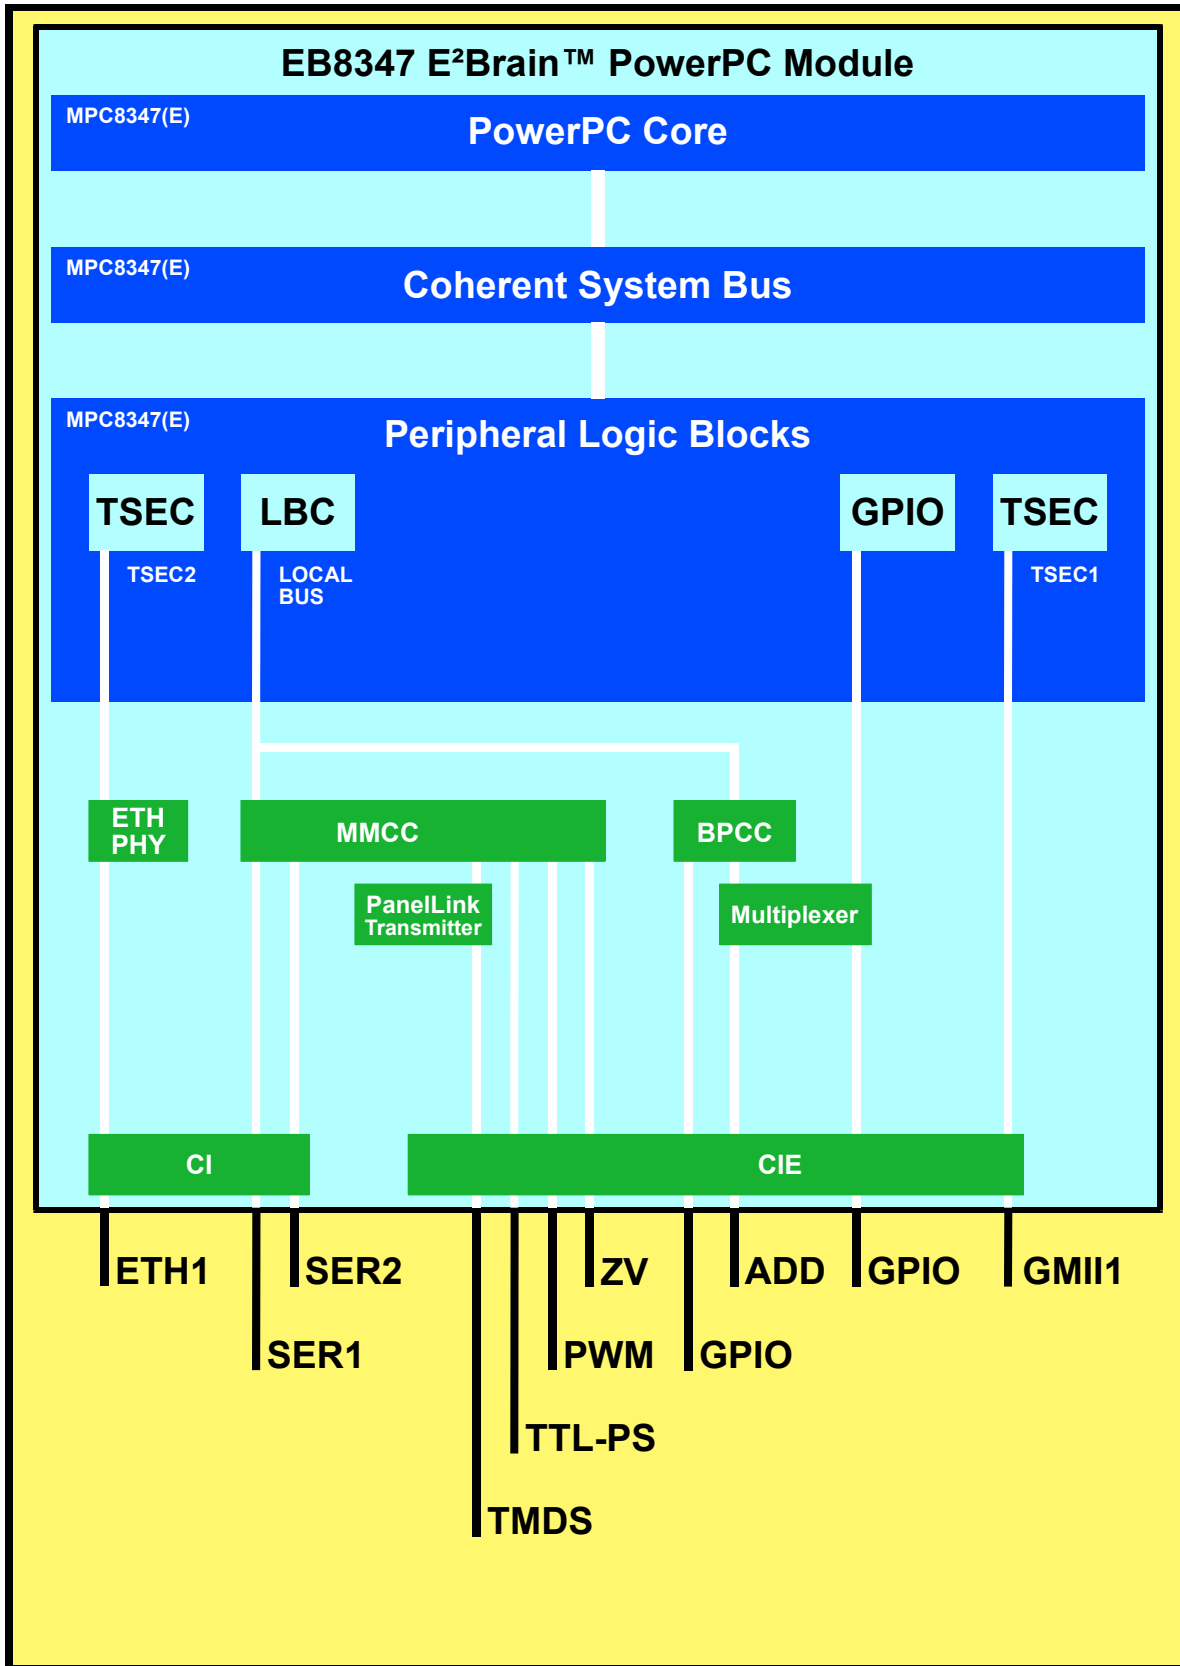 EB8347 E²Brain™ PowerPC Module
MPC8347(E)
PowerPC Core
MPC8347(E)
Coherent System Bus
MPC8347(E)
Peripheral Logic Blocks
TSEC
LBC
GPIO
TSEC
TSEC2
LOCAL
BUS
TSEC1
ETH
PHY
MMCC
BPCC
PanelLink
Transmitter
Multiplexer
CI
CIE
ETH1
SER2
ZV
ADD
GPIO
GMII1
SER1
PWM
GPIO
TTL-PS
TMDS